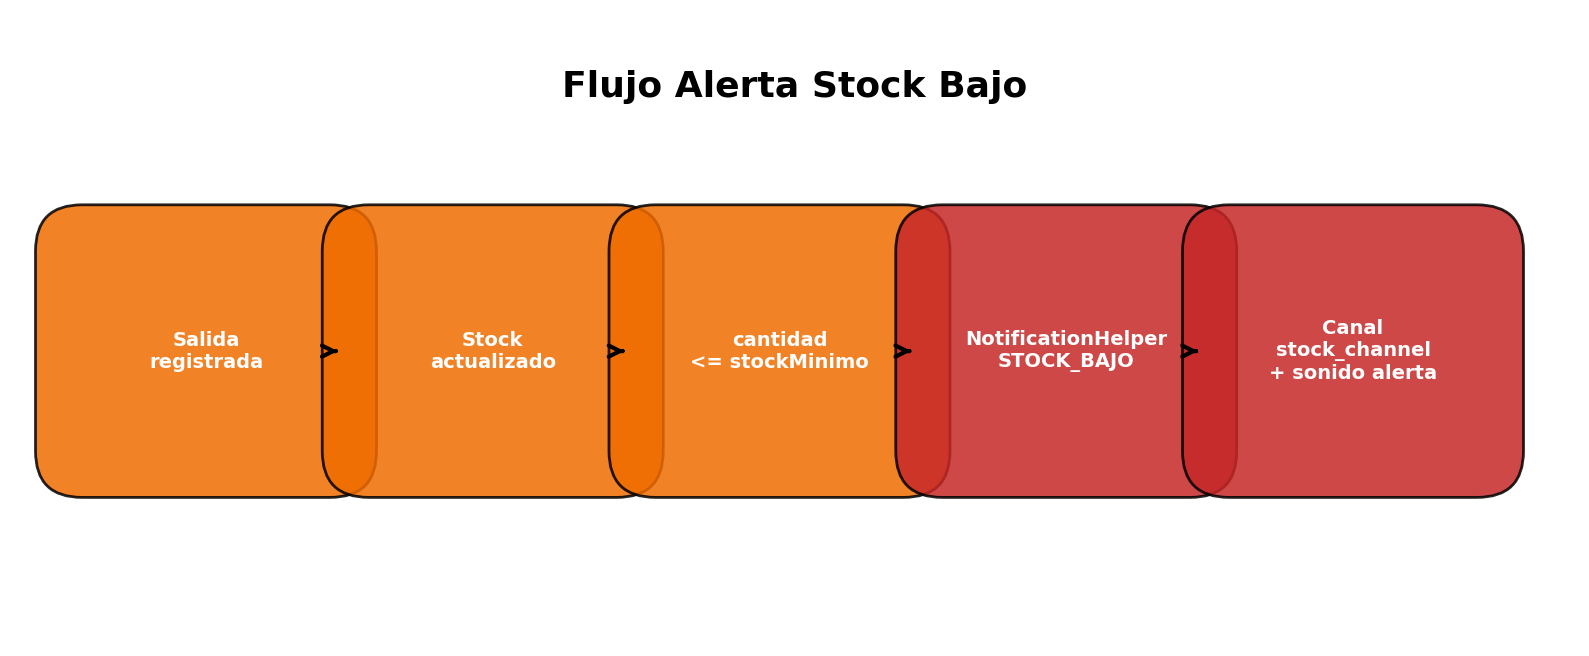 Flujo Alerta Stock Bajo
Salida
registrada
Stock
actualizado
cantidad
<= stockMinimo
NotificationHelper
STOCK_BAJO
Canal
stock_channel
+ sonido alerta